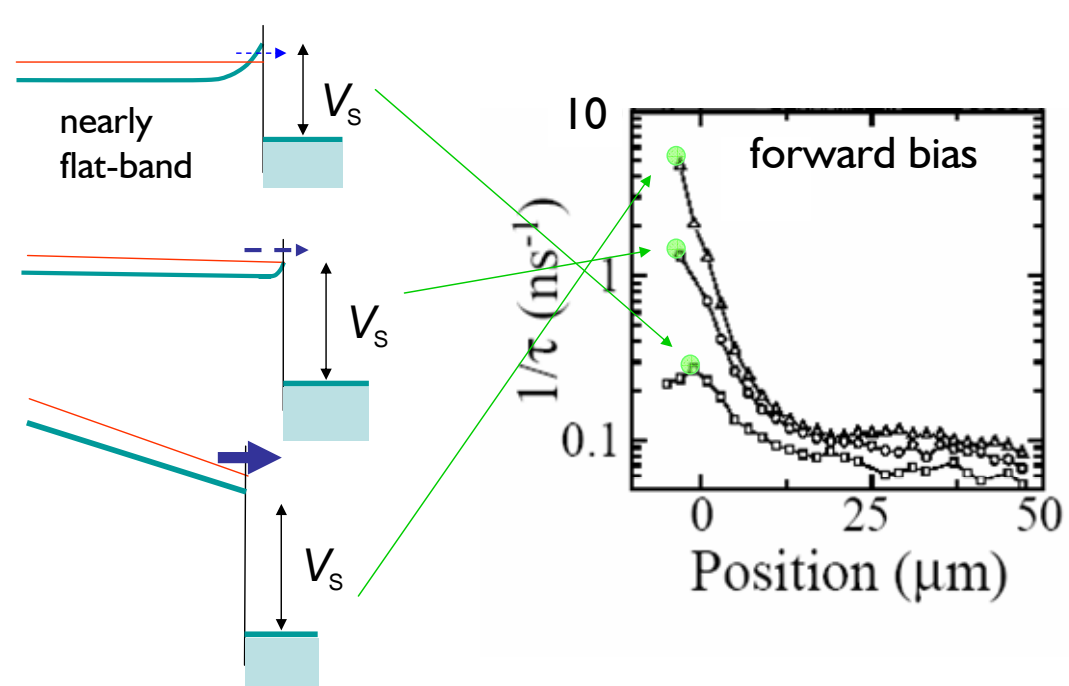 nearly
flat-band
V_S
V_S
V_S
forward bias
10
1
0.1
1/τ (ns⁻¹)
0 25 50
Position (μm)